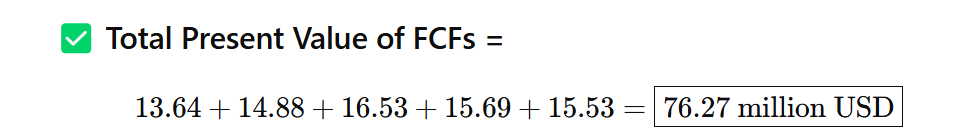 ✅ Total Present Value of FCFs =
13.64 + 14.88 + 16.53 + 15.69 + 15.53 = 76.27 million USD